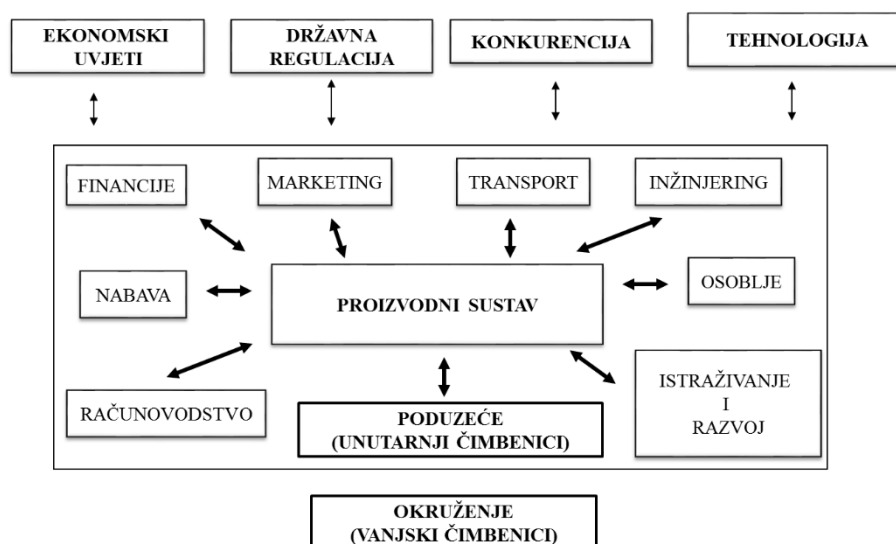 EKONOMSKI
UVJETI
DRŽAVNA
REGULACIJA
KONKURENCIJA
TEHNOLOGIJA
FINANCIJE
MARKETING
TRANSPORT
INŽINJERING
NABAVA
PROIZVODNI SUSTAV
OSOBLJE
RAČUNOVODSTVO
PODUZEĆE
(UNUTARNJI ČIMBENICI)
ISTRAŽIVANJE
I
RAZVOJ
OKRUŽENJE
(VANJSKI ČIMBENICI)